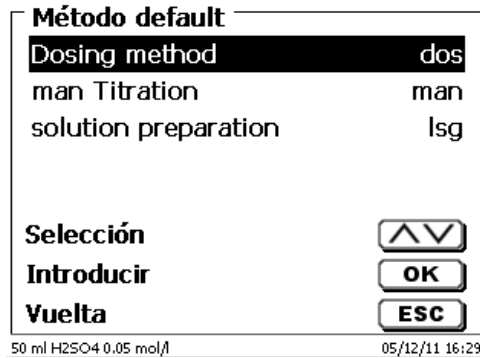 Método default
Dosing method dos
man Titration man
solution preparation lsg
Selección
Introducir OK
Vuelta ESC
50 ml H2SO4 0.05 mol/l 05/12/11 16:29